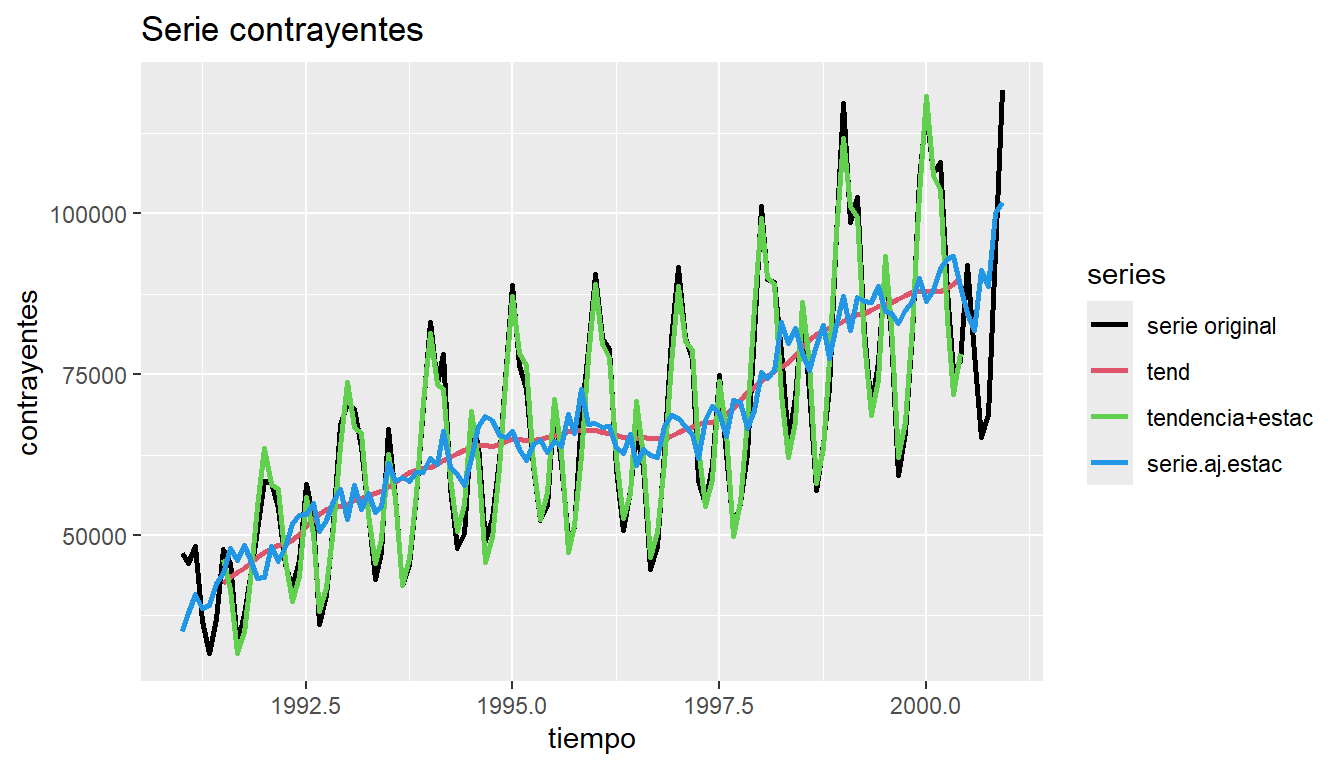 Serie contrayentes
contrayentes
100000
75000
50000
1992.5
1995.0
1997.5
2000.0
tiempo
series
serie original
tend
tendencia+estac
serie.aj.estac